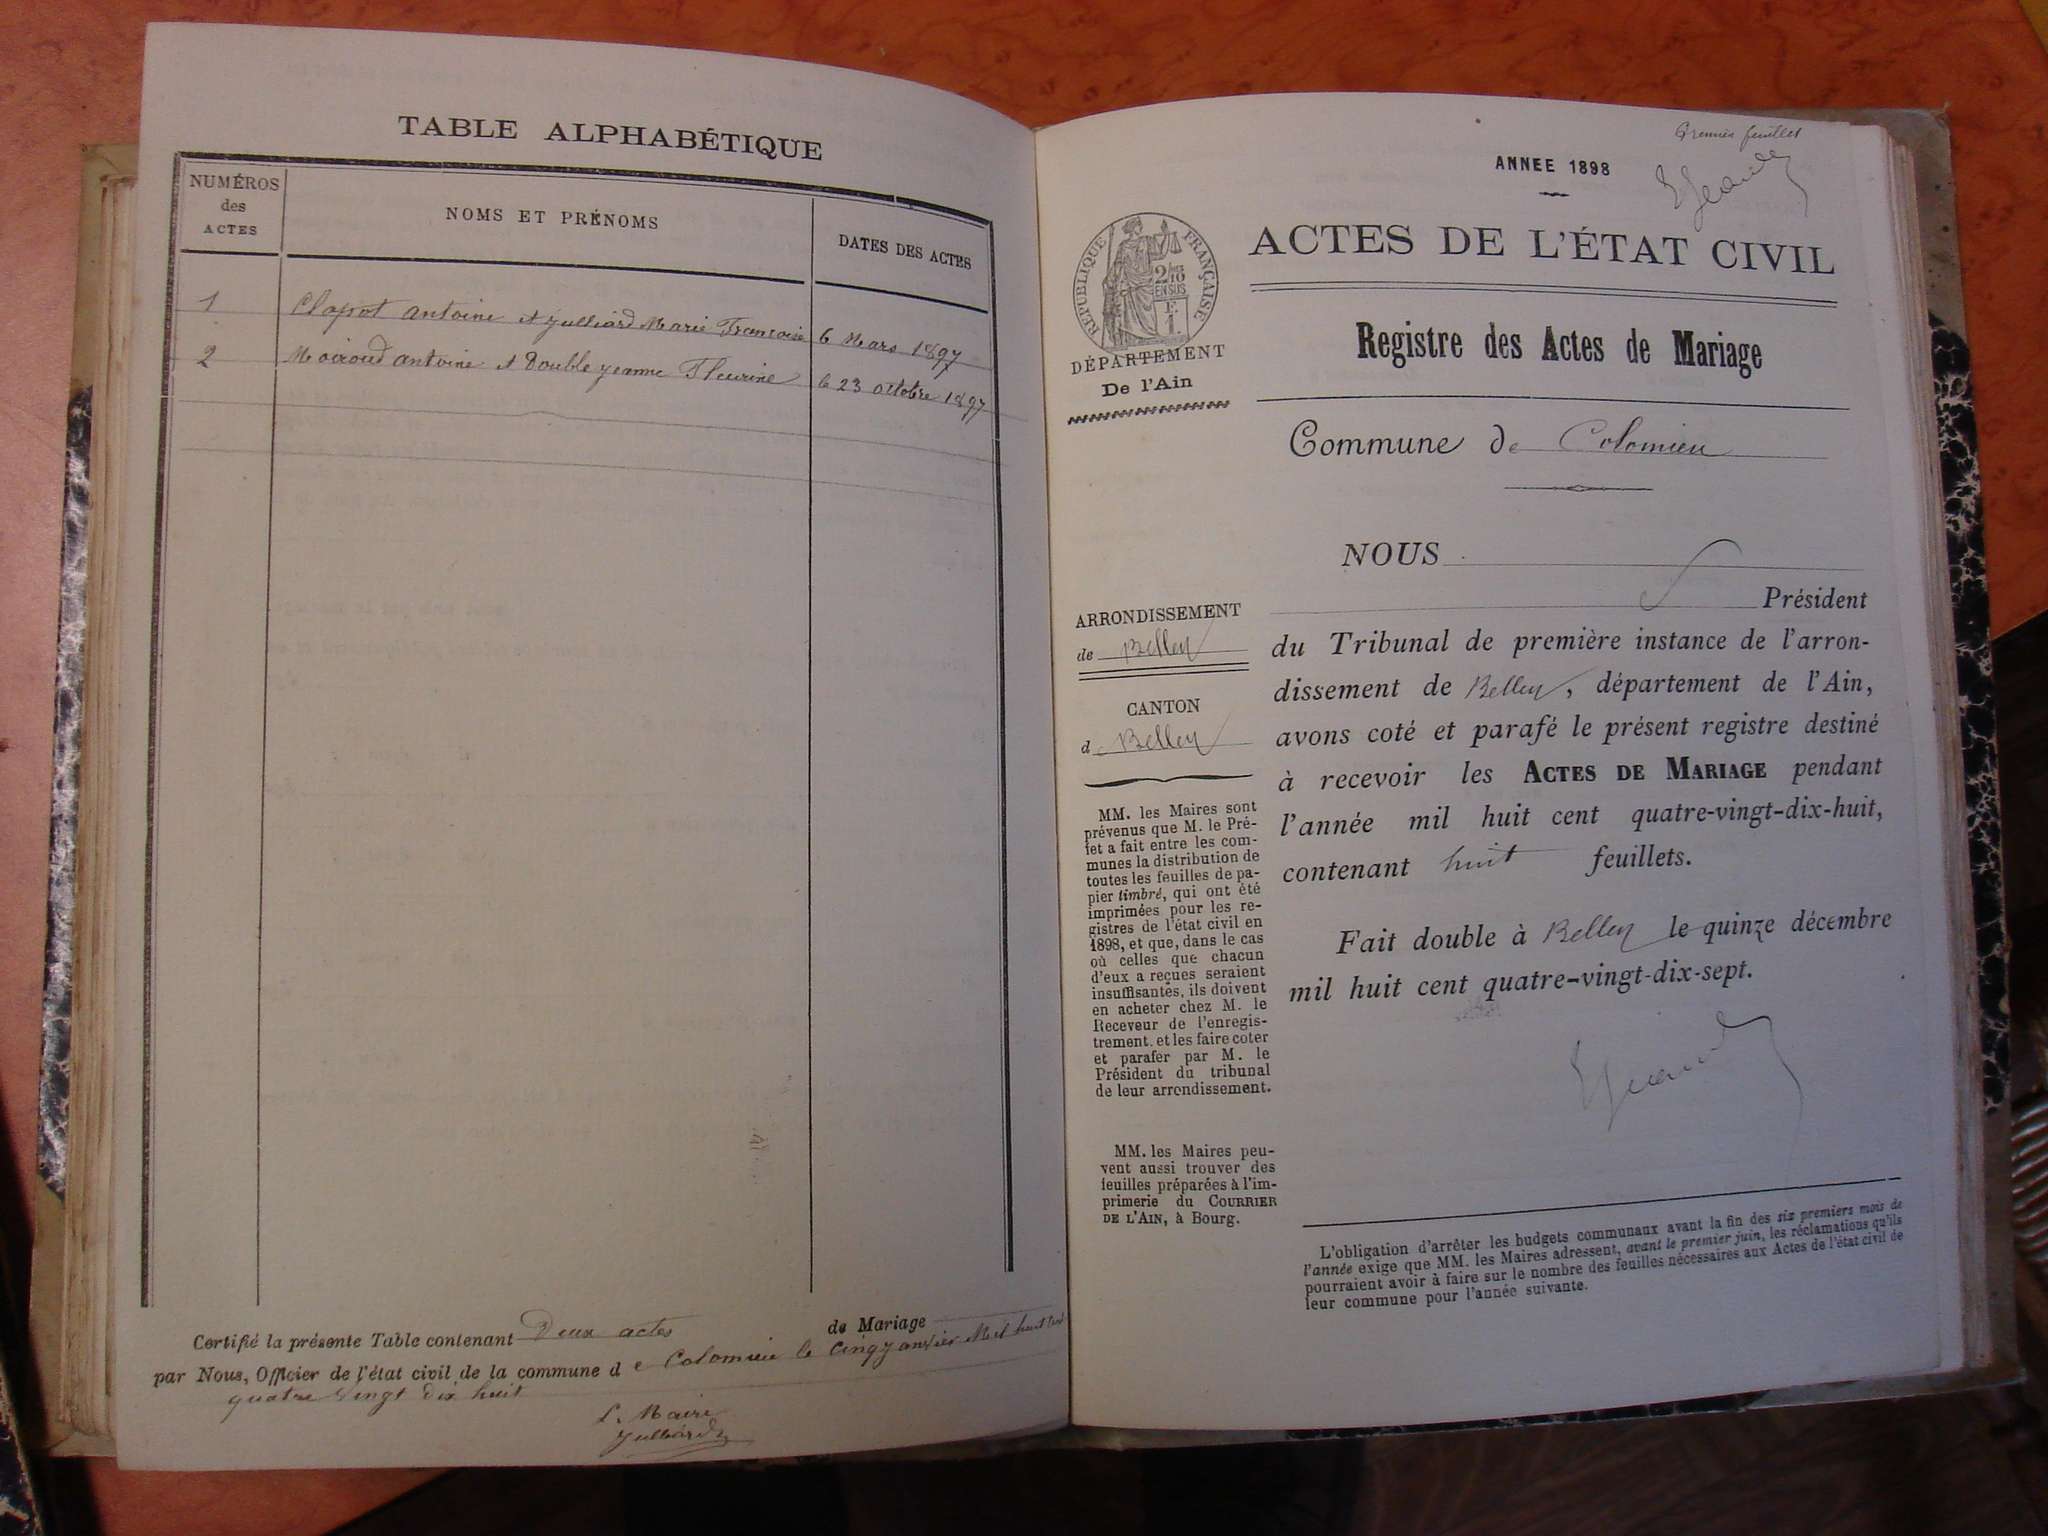 TABLE ALPHABÉTIQUE
NUMÉROS
des
ACTES
NOMS ET PRÉNOMS
DATES DES ACTES
1 Clapot Antoine et Julliard Marie Francoise 6 Mars 1897
2 Moiroud Antoine et Double Jeanne Fleurine le 23 octobre 1897
Certifié la présente Table contenant Deux actes de Mariage
par Nous, Officier de l'état civil de la commune d e Colomieu le cinq janvier Mil huit cent
quatre vingt dix huit
L. Maire
Julliard
Premier feuillet
ANNEE 1898
RÉPUBLIQUE FRANÇAISE
2/10
EN SUS
DÉPARTEMENT
De l'Ain
ACTES DE L'ÉTAT CIVIL
Registre des Actes de Mariage
Commune de Colomieu
NOUS
Président
du Tribunal de première instance de l'arron-
dissement de Belley, département de l'Ain,
avons coté et parafé le présent registre destiné
à recevoir les ACTES DE MARIAGE pendant
l'année mil huit cent quatre-vingt-dix-huit,
contenant huit feuillets.
Fait double à Belley le quinze décembre
mil huit cent quatre-vingt-dix-sept.
ARRONDISSEMENT
de Belley
CANTON
d e Belley
MM. les Maires sont
prévenus que M. le Pré-
fet a fait entre les com-
munes la distribution de
toutes les feuilles de pa-
pier timbré, qui ont été
imprimées pour les re-
gistres de l'état civil en
1898, et que, dans le cas
où celles que chacun
d'eux a reçues seraient
insuffisantes, ils doivent
en acheter chez M. le
Receveur de l'enregis-
trement. et les faire coter
et parafer par M. le
Président du tribunal
de leur arrondissement.
MM. les Maires peu-
vent aussi trouver des
feuilles préparées à l'im-
primerie du COURRIER
DE L'AIN, à Bourg.
L'obligation d'arrêter les budgets communaux avant la fin des six premiers mois de
l'année exige que MM. les Maires adressent, avant le premier juin, les réclamations qu'ils
pourraient avoir à faire sur le nombre des feuilles nécessaires aux Actes de l'état civil de
leur commune pour l'année suivante.